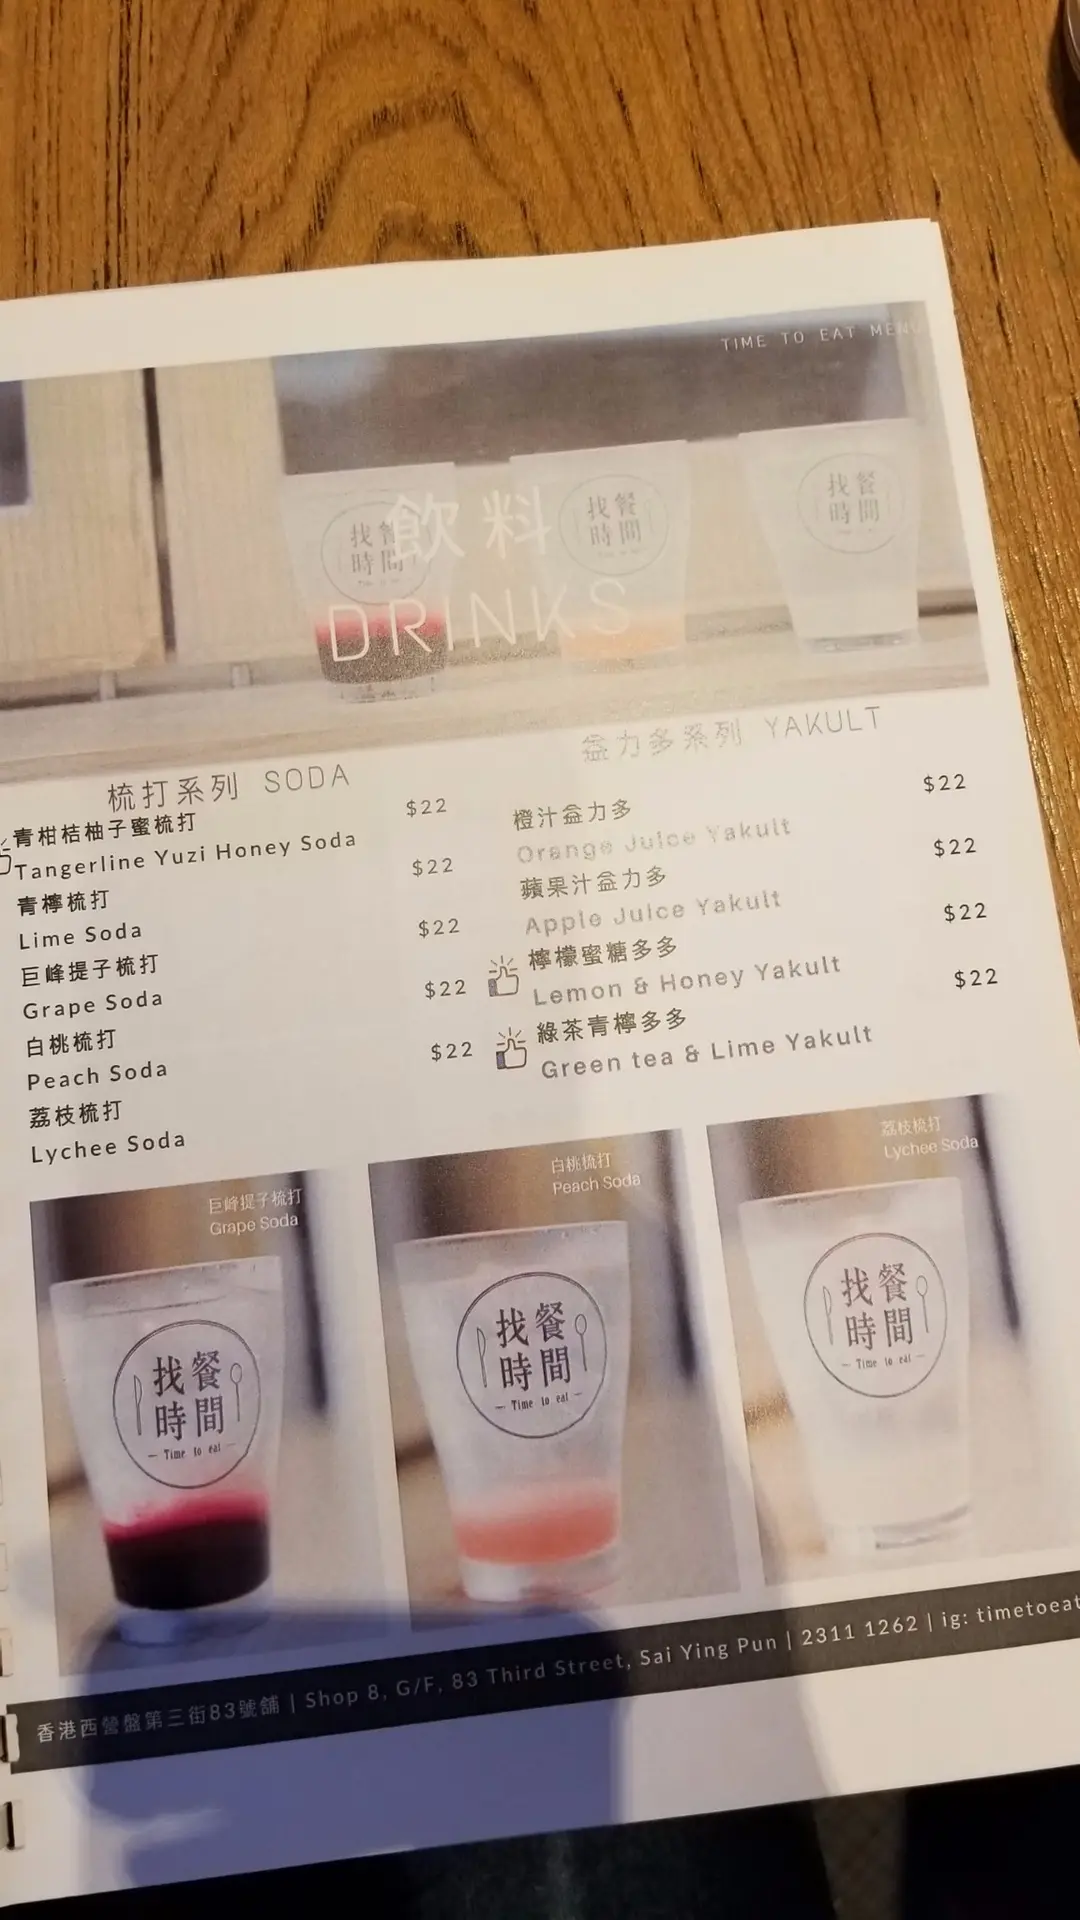 TIME TO EAT MENU
找餐
時間
找餐
時間
找餐
時間
飲料
DRINKS
梳打系列 SODA
青柑桔柚子蜜梳打 $22
Tangerline Yuzi Honey Soda
青檸梳打 $22
Lime Soda
巨峰提子梳打 $22
Grape Soda
白桃梳打 $22
Peach Soda
荔枝梳打 $22
Lychee Soda
益力多系列 YAKULT
橙汁益力多 $22
Orange Juice Yakult
蘋果汁益力多 $22
Apple Juice Yakult
檸檬蜜糖多多 $22
Lemon & Honey Yakult
綠茶青檸多多 $22
Green tea & Lime Yakult
巨峰提子梳打
Grape Soda
找餐
時間
Time to eat
白桃梳打
Peach Soda
找餐
時間
Time to eat
荔枝梳打
Lychee Soda
找餐
時間
Time to eat
香港西營盤第三街83號舖 | Shop 8, G/F, 83 Third Street, Sai Ying Pun | 2311 1262 | ig: timetoeat